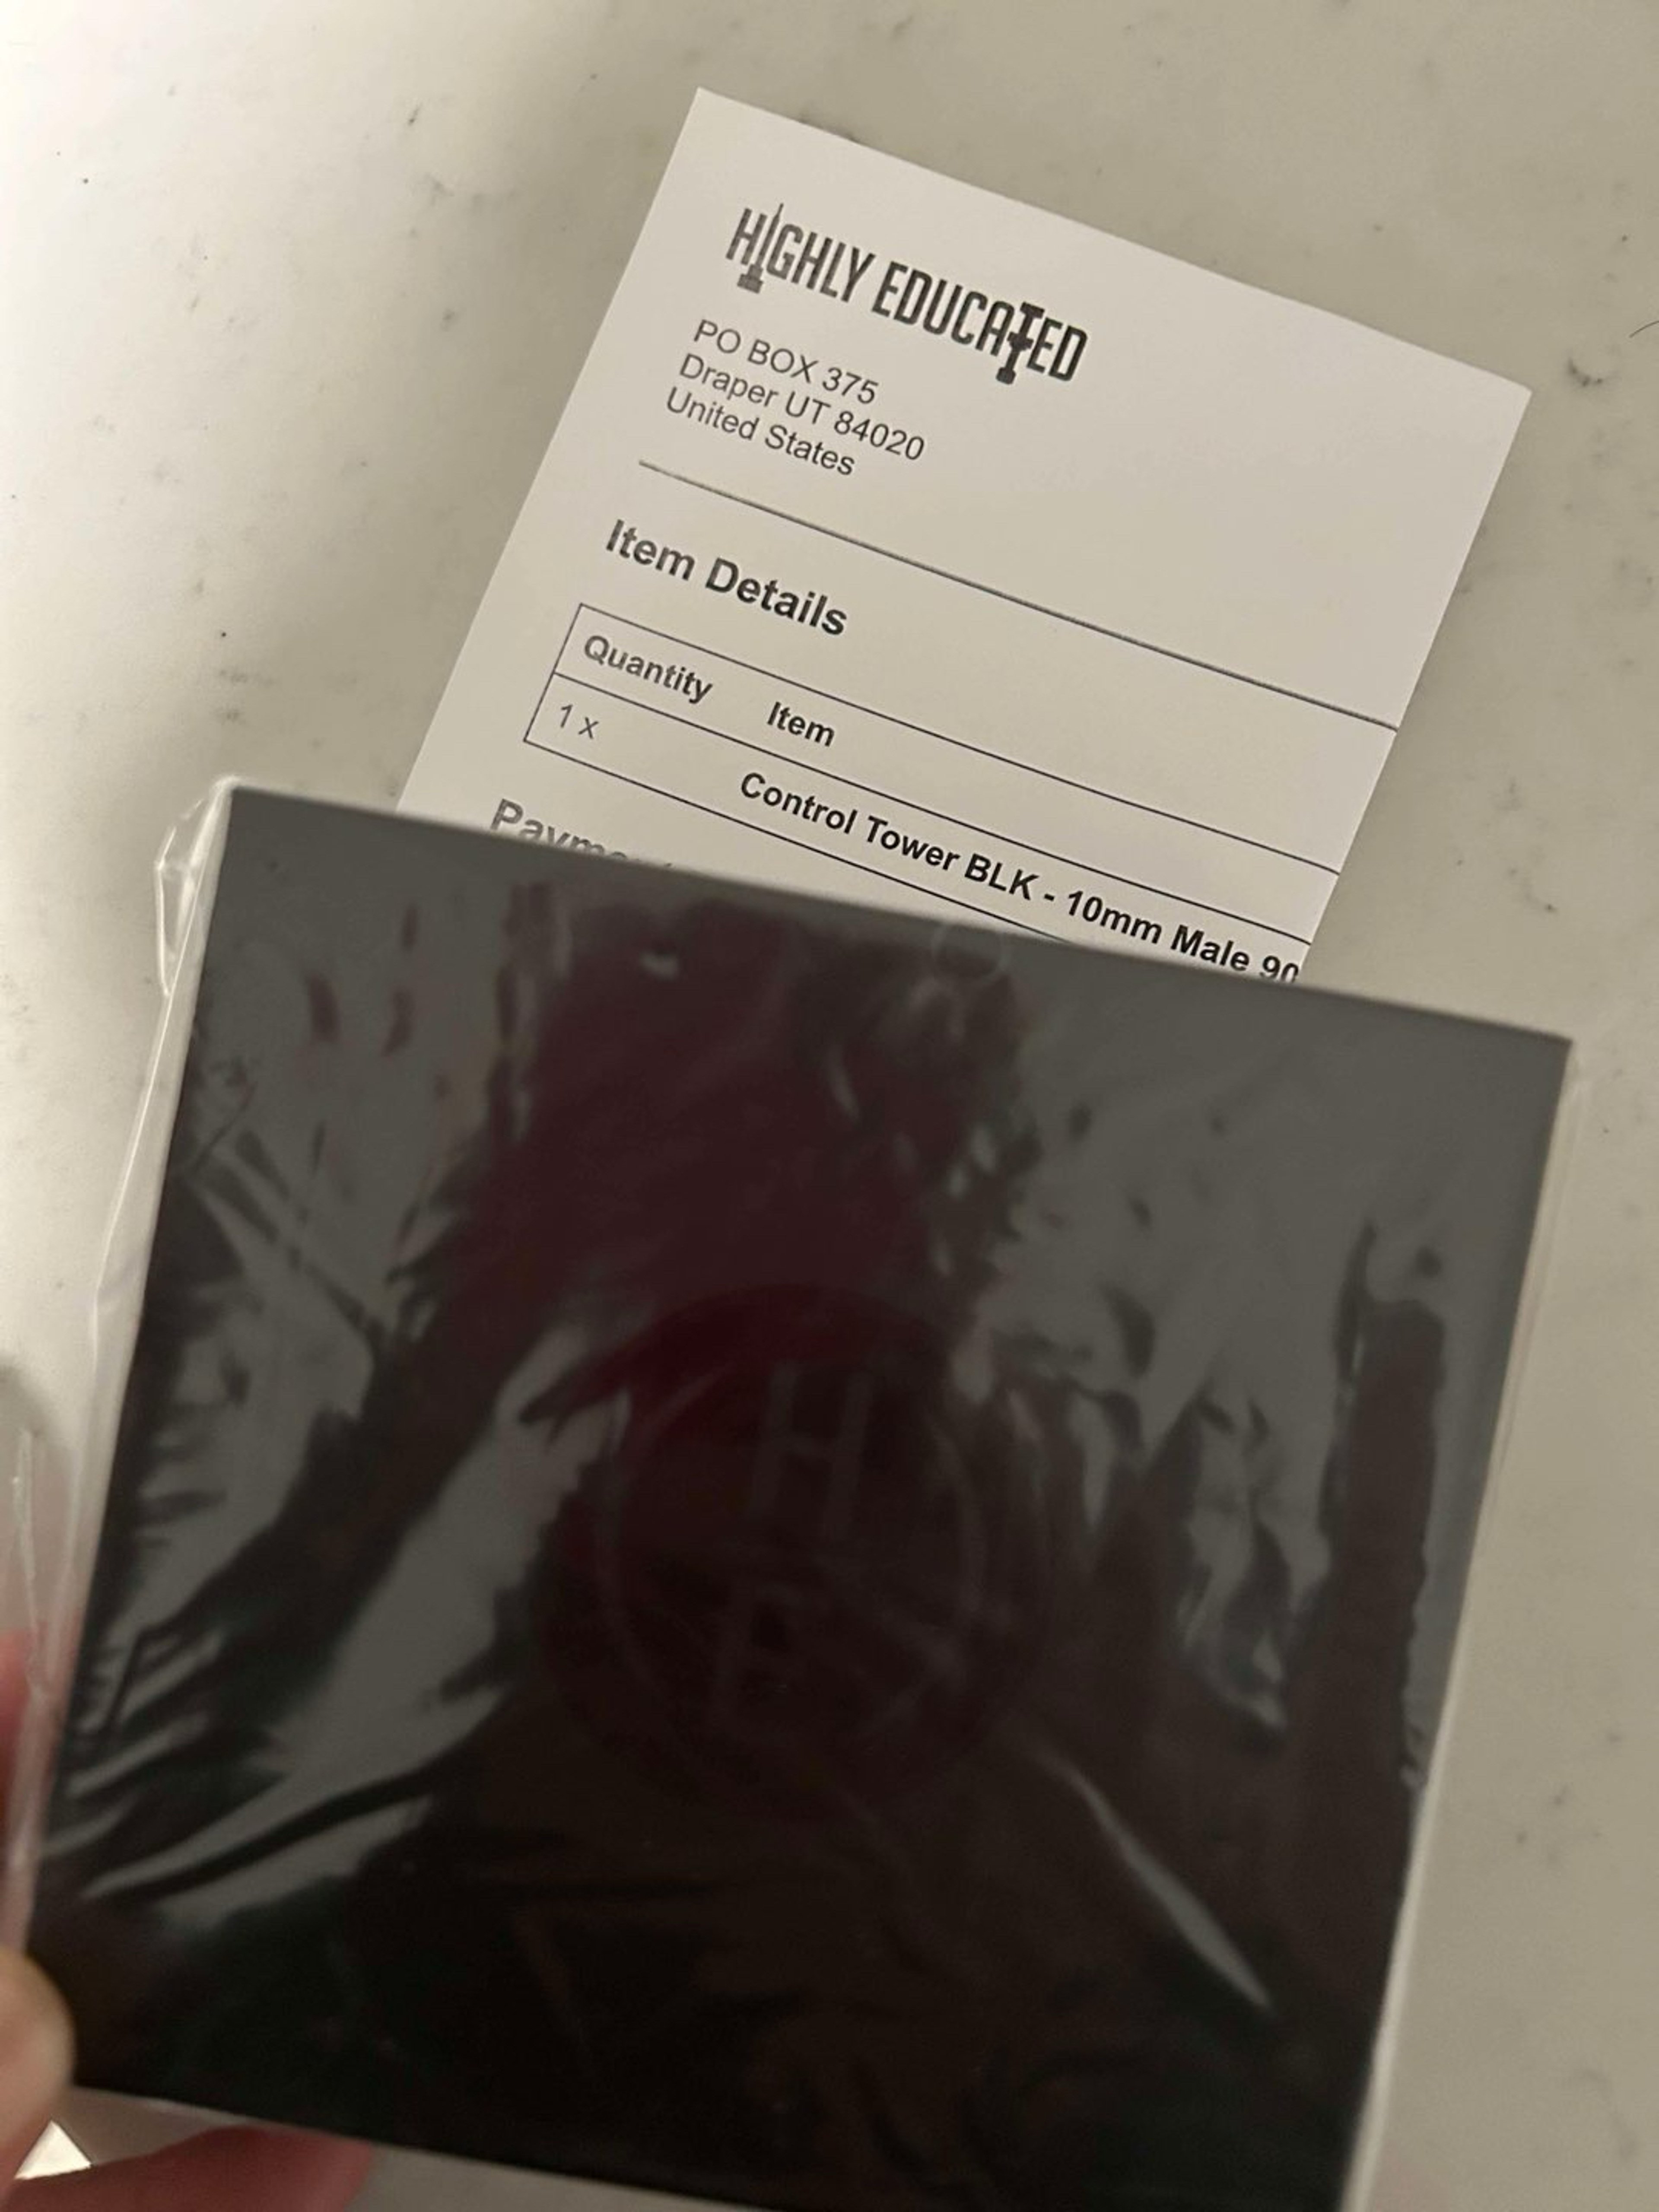 HIGHLY EDUCATED
PO BOX 375
Draper UT 84020
United States
Item Details
Quantity Item
1 x
Control Tower BLK - 10mm Male 90
H
E